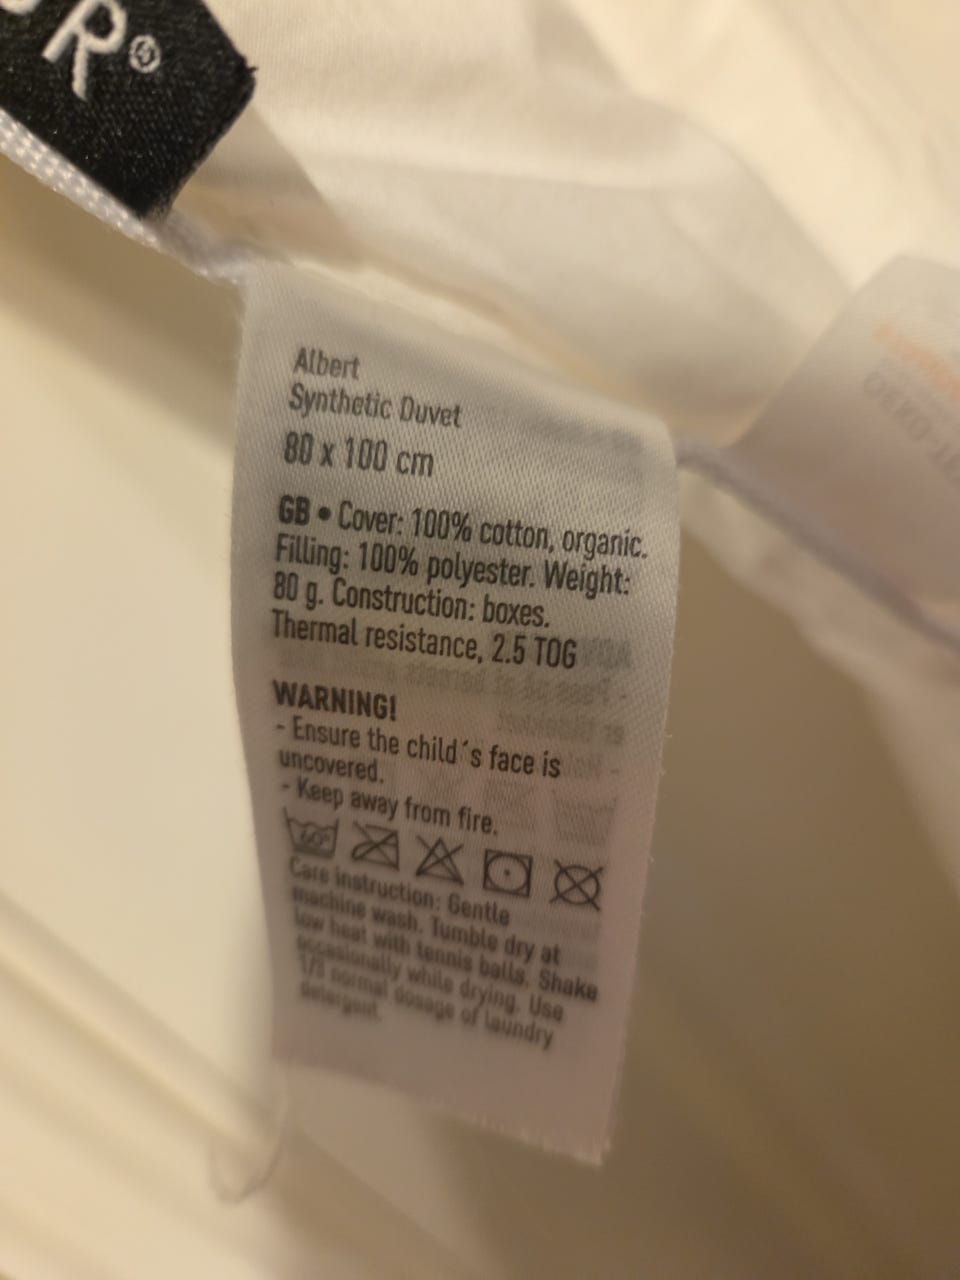 R®
Albert
Synthetic Duvet
80 x 100 cm
GB • Cover: 100% cotton, organic.
Filling: 100% polyester. Weight:
80 g. Construction: boxes.
Thermal resistance, 2.5 TOG
WARNING!
- Ensure the child´s face is
uncovered.
- Keep away from fire.
60°
Care instruction: Gentle
machine wash. Tumble dry at
low heat with tennis balls. Shake
occasionally while drying. Use
1/3 normal dosage of laundry
detergent.
OEKO-TE